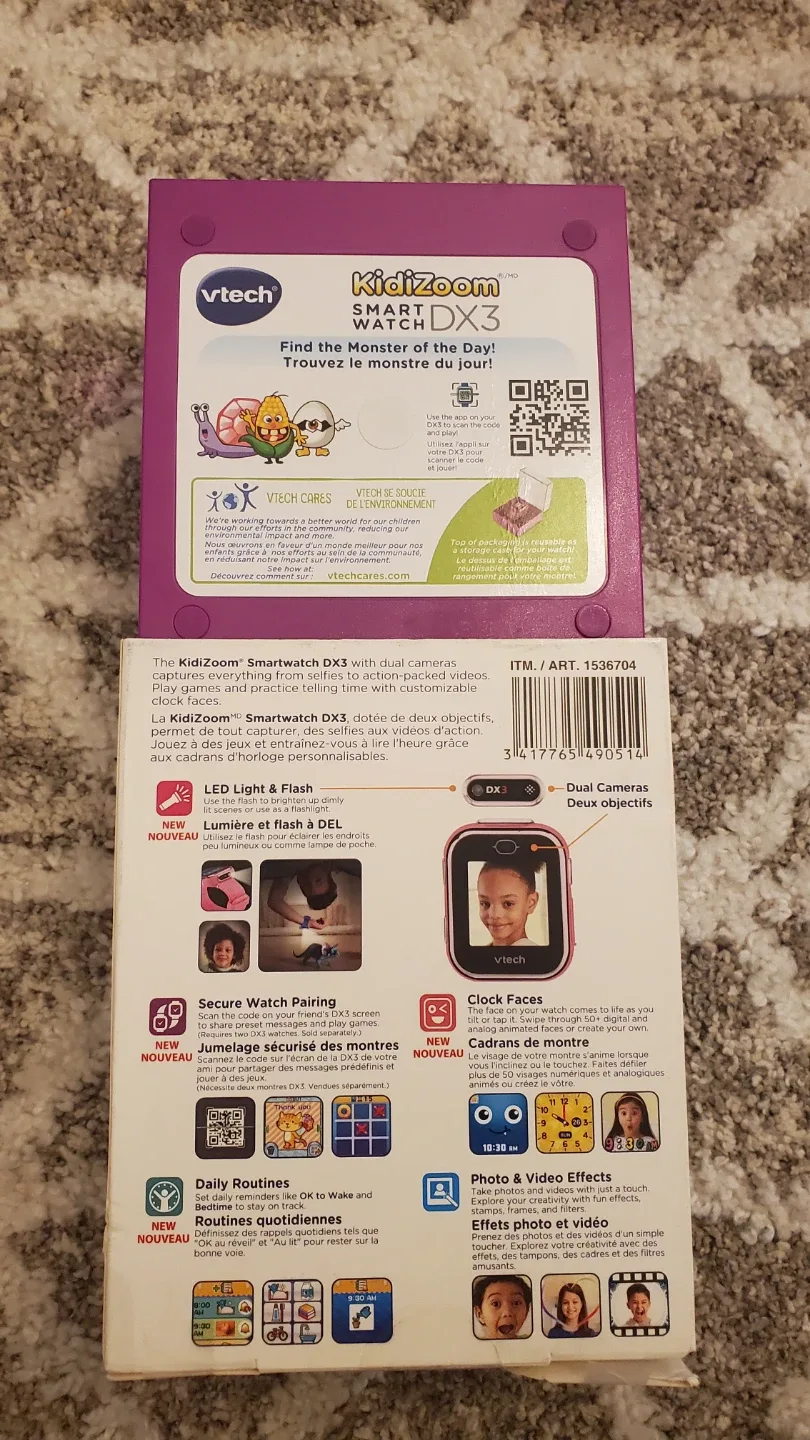 vtech®
KidiZoom®/MD
SMART
WATCH DX3
Find the Monster of the Day!
Trouvez le monstre du jour!
Use the app on your
DX3 to scan the code
and play!
Utilisez l'appli sur
votre DX3 pour
scanner le code
et jouer!
VTECH CARES
VTECH SE SOUCIE
DE L'ENVIRONNEMENT
We're working towards a better world for our children
through our efforts in the community, reducing our
environmental impact and more.
Nous œuvrons en faveur d'un monde meilleur pour nos
enfants grâce à nos efforts au sein de la communauté,
en réduisant notre impact sur l'environnement.
See how at:
Découvrez comment sur : vtechcares.com
Top of packaging is reusable as
a storage case for your watch!
Le dessus de l'emballage est
réutilisable comme boîte de
rangement pour votre montre!
The KidiZoom® Smartwatch DX3 with dual cameras
captures everything from selfies to action-packed videos.
Play games and practice telling time with customizable
clock faces.
La KidiZoomMD Smartwatch DX3, dotée de deux objectifs,
permet de tout capturer, des selfies aux vidéos d'action.
Jouez à des jeux et entraînez-vous à lire l'heure grâce
aux cadrans d'horloge personnalisables.
ITM. / ART. 1536704
3 417765 490514
LED Light & Flash
Use the flash to brighten up dimly
lit scenes or use as a flashlight.
NEW
NOUVEAU
Lumière et flash à DEL
Utilisez le flash pour éclairer les endroits
peu lumineux ou comme lampe de poche.
DX3
Dual Cameras
Deux objectifs
vtech
Secure Watch Pairing
Scan the code on your friend's DX3 screen
to share preset messages and play games.
(Requires two DX3 watches. Sold separately.)
NEW
NOUVEAU
Jumelage sécurisé des montres
Scannez le code sur l'écran de la DX3 de votre
ami pour partager des messages prédéfinis et
jouer à des jeux.
(Nécessite deux montres DX3. Vendues séparément.)
Thank you
Clock Faces
The face on your watch comes to life as you
tilt or tap it. Swipe through 50+ digital and
analog animated faces or create your own.
NEW
NOUVEAU
Cadrans de montre
Le visage de votre montre s'anime lorsque
vous l'inclinez ou le touchez. Faites défiler
plus de 50 visages numériques et analogiques
animés ou créez le vôtre.
10:30 AM
11 12 1
10 2
9 3
8 4
7 6 5
SUN
9:30
Daily Routines
Set daily reminders like OK to Wake and
Bedtime to stay on track.
NEW
NOUVEAU
Routines quotidiennes
Définissez des rappels quotidiens tels que
"OK au réveil" et "Au lit" pour rester sur la
bonne voie.
8:00
AM
9:30
AM
9:30 AM
Photo & Video Effects
Take photos and videos with just a touch.
Explore your creativity with fun effects,
stamps, frames, and filters.
Effets photo et vidéo
Prenez des photos et des vidéos d'un simple
toucher. Explorez votre créativité avec des
effets, des tampons, des cadres et des filtres
amusants.